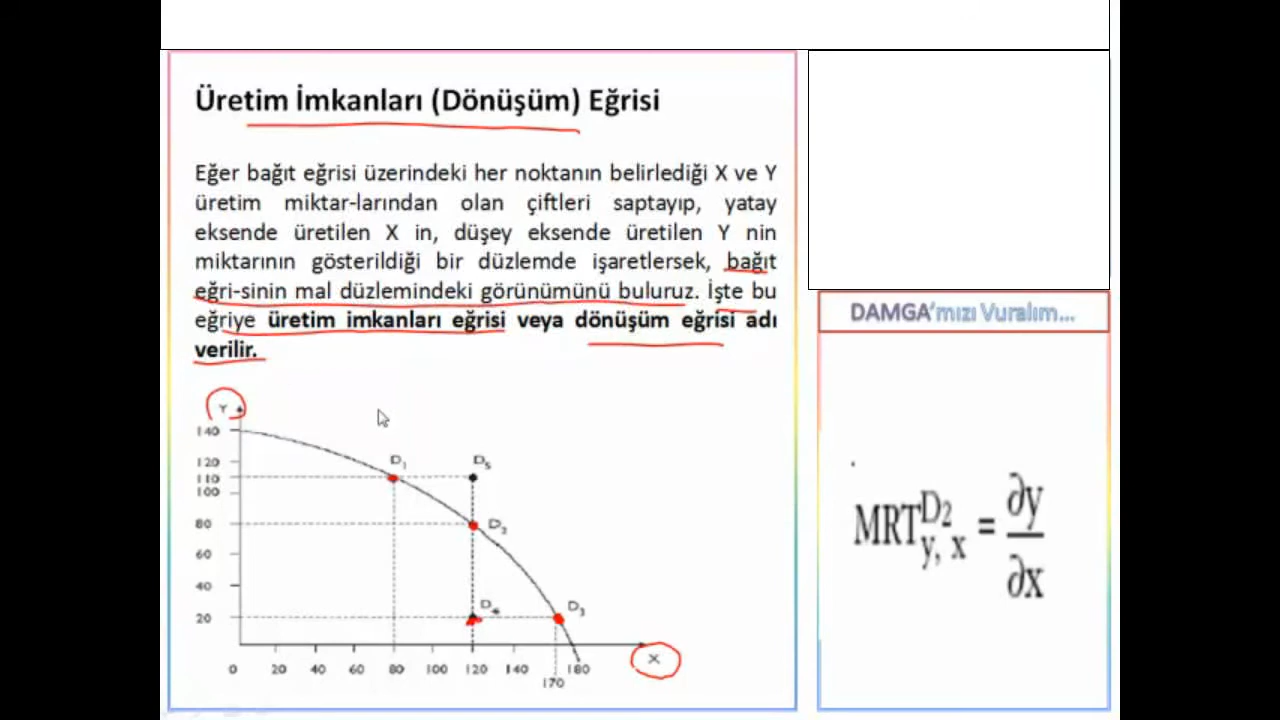 Üretim İmkanları (Dönüşüm) Eğrisi
Eğer bağıt eğrisi üzerindeki her noktanın belirlediği X ve Y
üretim miktar-larından olan çiftleri saptayıp, yatay
eksende üretilen X in, düşey eksende üretilen Y nin
miktarının gösterildiği bir düzlemde işaretlersek, bağıt
eğri-sinin mal düzlemindeki görünümünü buluruz. İşte bu
eğriye üretim imkanları eğrisi veya dönüşüm eğrisi adı
verilir.
DAMGA'mızı Vuralım...
Y
140
120
110
100
80
60
40
20
D1
D5
D2
D4
D3
0 20 40 60 80 100 120 140 180
170
X
MRT D2 y, x = ∂y / ∂x